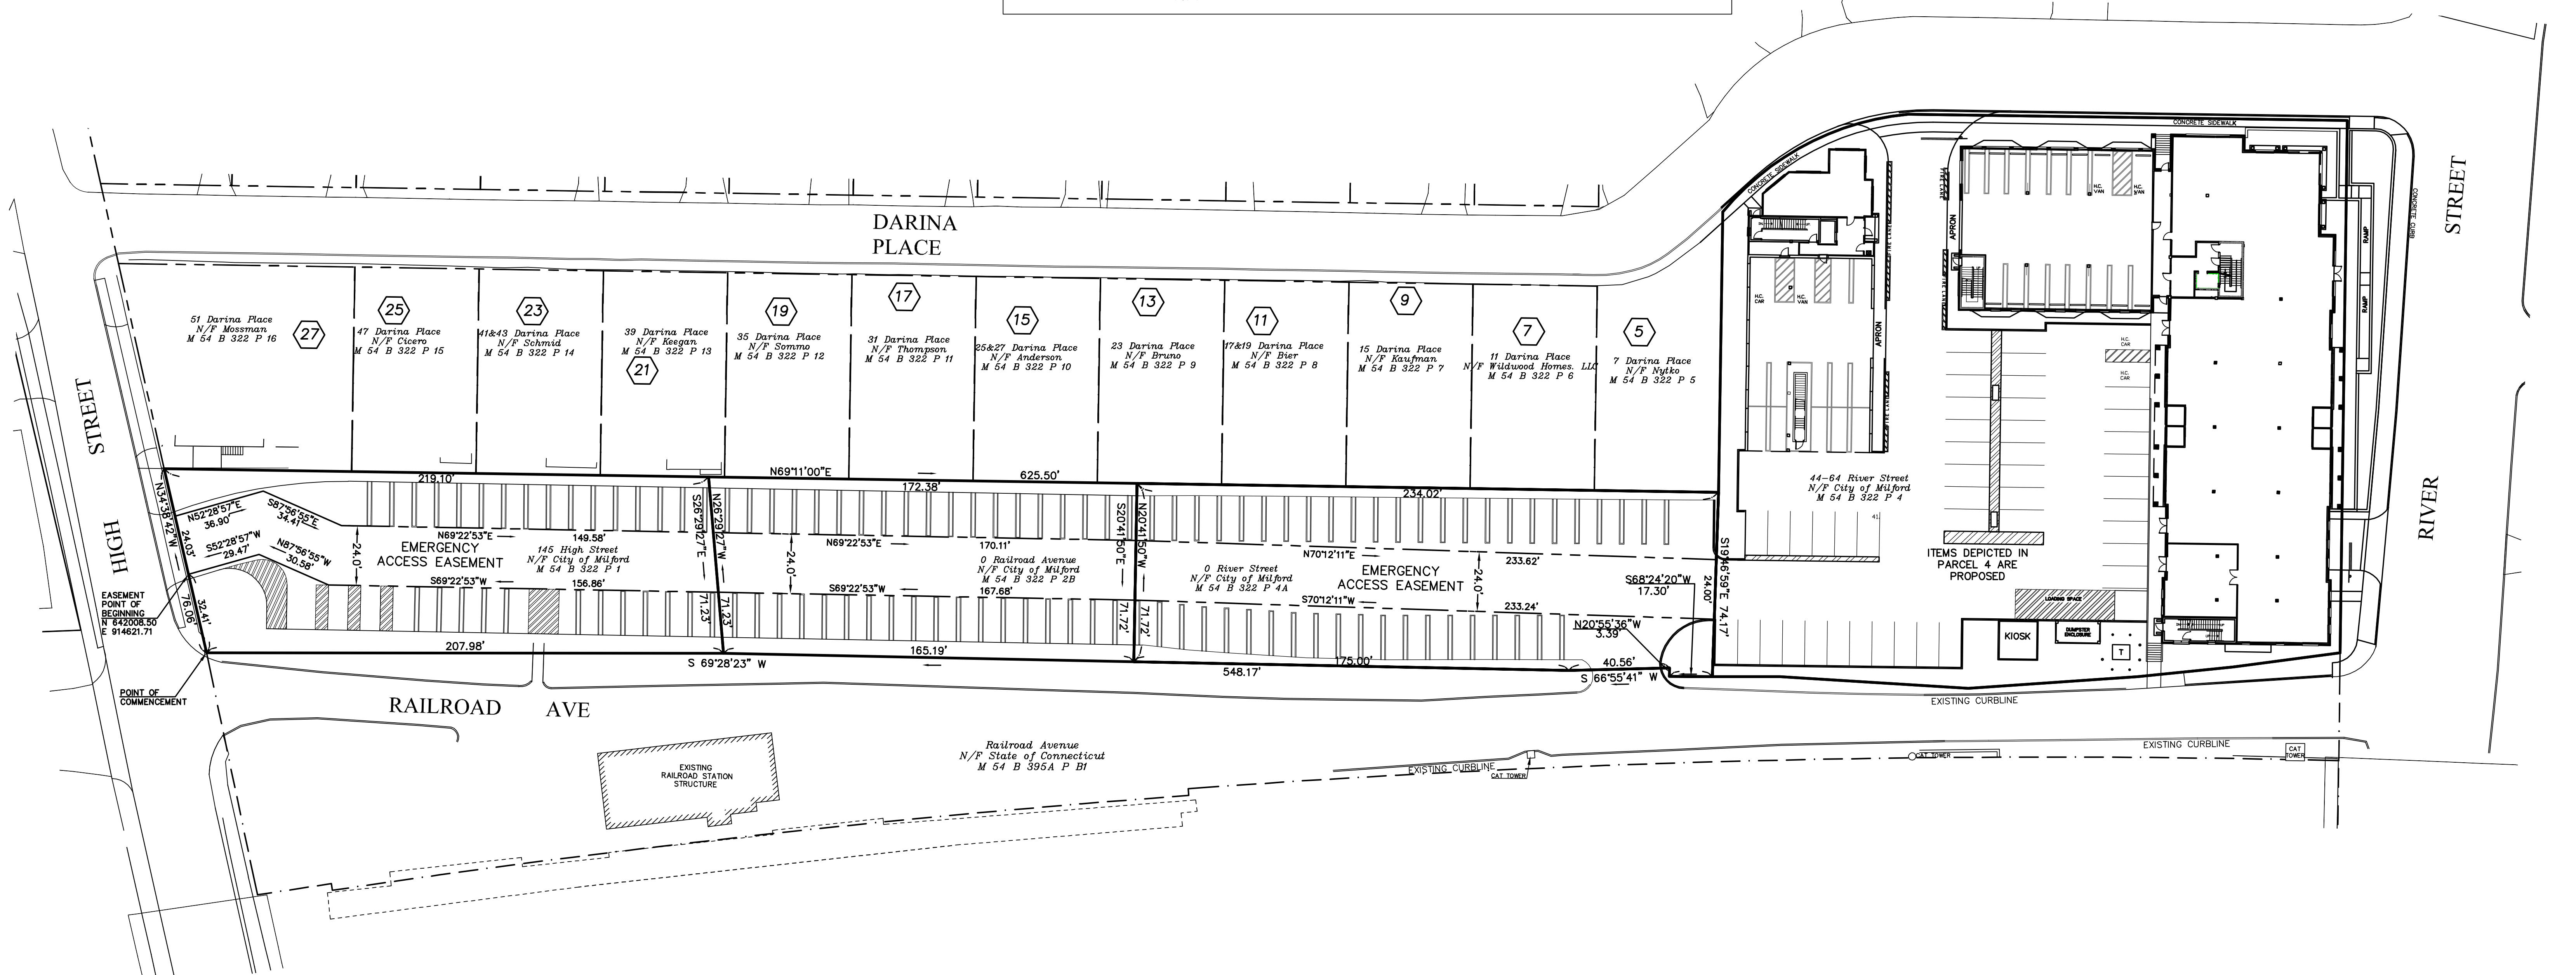 CONCRETE SIDEWALK
CONCRETE SIDEWALK
STREET
RIVER
CONCRETE CURB
RAMP
RAMP
H.C.
VAN
H.C.
VAN
FIRE LANE
FIRE LANE
APRON
DARINA
PLACE
51 Darina Place
N/F Mossman
M 54 B 322 P 16
27
25
47 Darina Place
N/F Cicero
M 54 B 322 P 15
23
41&43 Darina Place
N/F Schmid
M 54 B 322 P 14
39 Darina Place
N/F Keegan
M 54 B 322 P 13
21
19
35 Darina Place
N/F Sommo
M 54 B 322 P 12
17
31 Darina Place
N/F Thompson
M 54 B 322 P 11
15
25&27 Darina Place
N/F Anderson
M 54 B 322 P 10
13
23 Darina Place
N/F Bruno
M 54 B 322 P 9
11
17&19 Darina Place
N/F Bier
M 54 B 322 P 8
9
15 Darina Place
N/F Kaufman
M 54 B 322 P 7
7
11 Darina Place
N/F Wildwood Homes. LLC
M 54 B 322 P 6
5
7 Darina Place
N/F Nytko
M 54 B 322 P 5
H.C.
CAR
H.C.
VAN
FIRE LANE
APRON
FIRE LANE
H.C.
CAR
H.C.
CAR
44-64 River Street
N/F City of Milford
M 54 B 322 P 4
41
ITEMS DEPICTED IN
PARCEL 4 ARE
PROPOSED
LOADING SPACE
KIOSK
DUMPSTER
ENCLOSURE
T
STREET
HIGH
N69°11'00"E
625.50'
219.10'
172.38'
234.02'
N34°38'42"W
24.03'
76.06'
32.41'
N52°28'57"E
36.90'
S87°56'55"E
34.41'
S52°28'57"W
29.47'
N87°56'55"W
30.58'
24.0'
N69°22'53"E
149.58'
EMERGENCY
ACCESS EASEMENT
145 High Street
N/F City of Milford
M 54 B 322 P 1
S69°22'53"W
156.86'
S26°29'27"E
71.23'
N26°29'27"W
71.23'
24.0'
N69°22'53"E
170.11'
0 Railroad Avenue
N/F City of Milford
M 54 B 322 P 2B
S69°22'53"W
167.68'
S20°41'50"E
71.72'
N20°41'50"W
71.72'
N70°12'11"E
233.62'
0 River Street
N/F City of Milford
M 54 B 322 P 4A
EMERGENCY
ACCESS EASEMENT
24.0'
S70°12'11"W
233.24'
S68°24'20"W
17.30'
24.00'
S19°46'59"E 74.17'
N20°55'36"W
3.39'
EASEMENT
POINT OF
BEGINNING
N 642008.50
E 914621.71
POINT OF
COMMENCEMENT
207.98'
S 69°28'23" W
165.19'
548.17'
175.00'
40.56'
S 66°55'41" W
RAILROAD AVE
EXISTING CURBLINE
Railroad Avenue
N/F State of Connecticut
M 54 B 395A P B1
EXISTING
RAILROAD STATION
STRUCTURE
EXISTING CURBLINE
CAT TOWER
CAT TOWER
EXISTING CURBLINE
CAT
TOWER